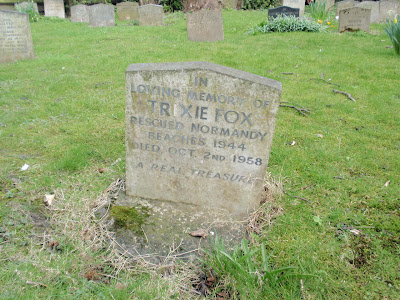 IN
LOVING MEMORY OF
TRIXIE FOX
RESCUED NORMANDY
BEACHES 1944
DIED OCT. 2ND 1958
A REAL TREASURE